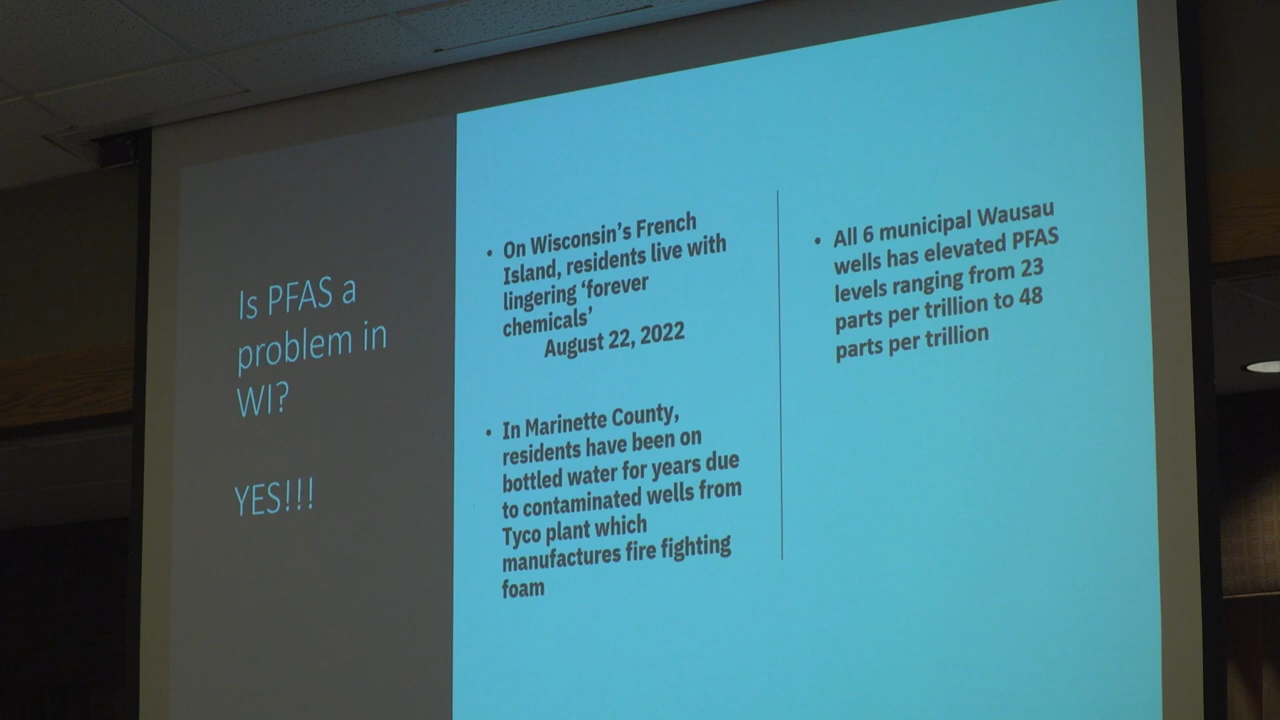 Is PFAS a
problem in
WI?
YES!!!
• On Wisconsin’s French
Island, residents live with
lingering ‘forever
chemicals’
August 22, 2022
• In Marinette County,
residents have been on
bottled water for years due
to contaminated wells from
Tyco plant which
manufactures fire fighting
foam
• All 6 municipal Wausau
wells has elevated PFAS
levels ranging from 23
parts per trillion to 48
parts per trillion